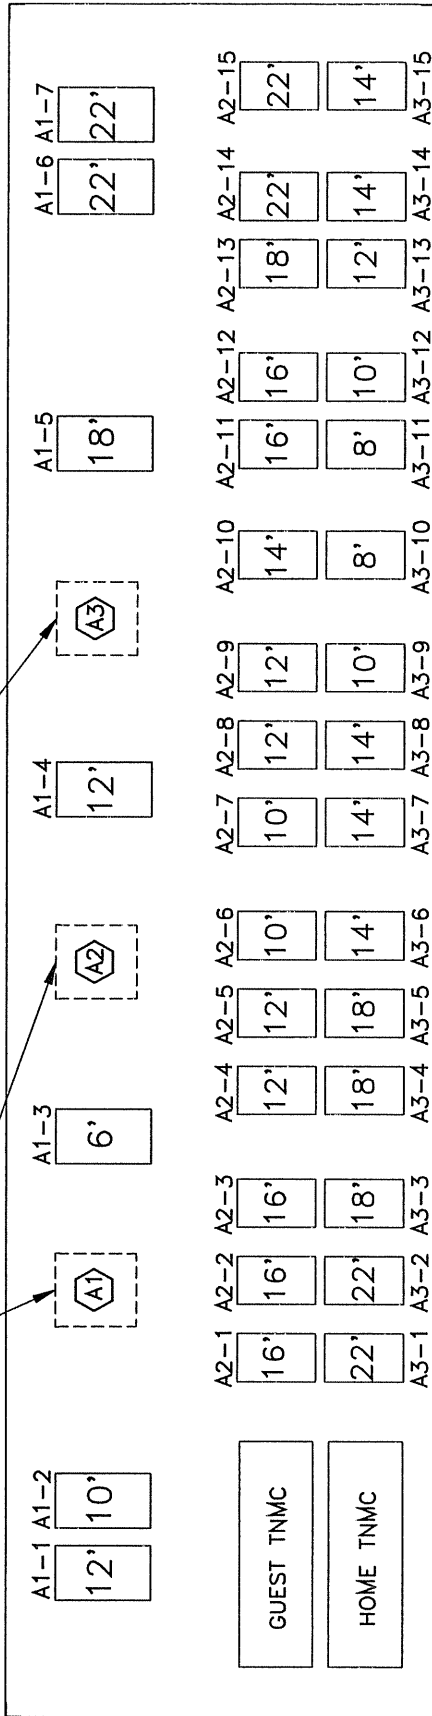 A1-1 A1-2 A1-3 A1-4 A1-5 A1-6 A1-7
12' 10' A1 6' A2 12' A3 18' 22' 22'
A2-1 A2-2 A2-3 A2-4 A2-5 A2-6 A2-7 A2-8 A2-9 A2-10 A2-11 A2-12 A2-13 A2-14 A2-15
GUEST TNMC 16' 16' 16' 12' 12' 10' 10' 12' 12' 14' 16' 16' 18' 22' 22'
HOME TNMC 22' 22' 18' 18' 18' 14' 14' 14' 10' 8' 8' 10' 12' 14' 14'
A3-1 A3-2 A3-3 A3-4 A3-5 A3-6 A3-7 A3-8 A3-9 A3-10 A3-11 A3-12 A3-13 A3-14 A3-15